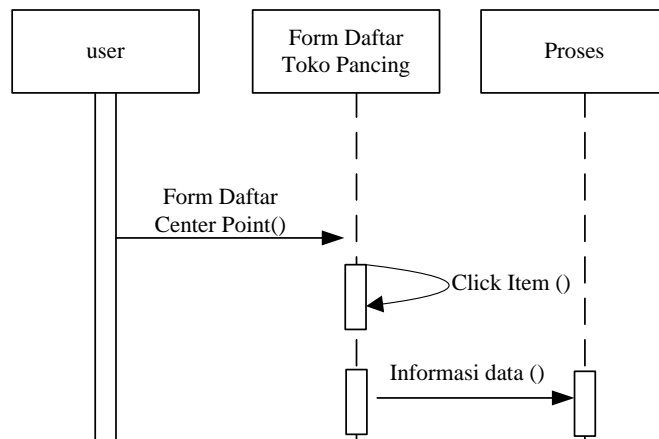 user
Form Daftar
Toko Pancing
Proses
Form Daftar
Center Point()
Click Item ()
Informasi data ()